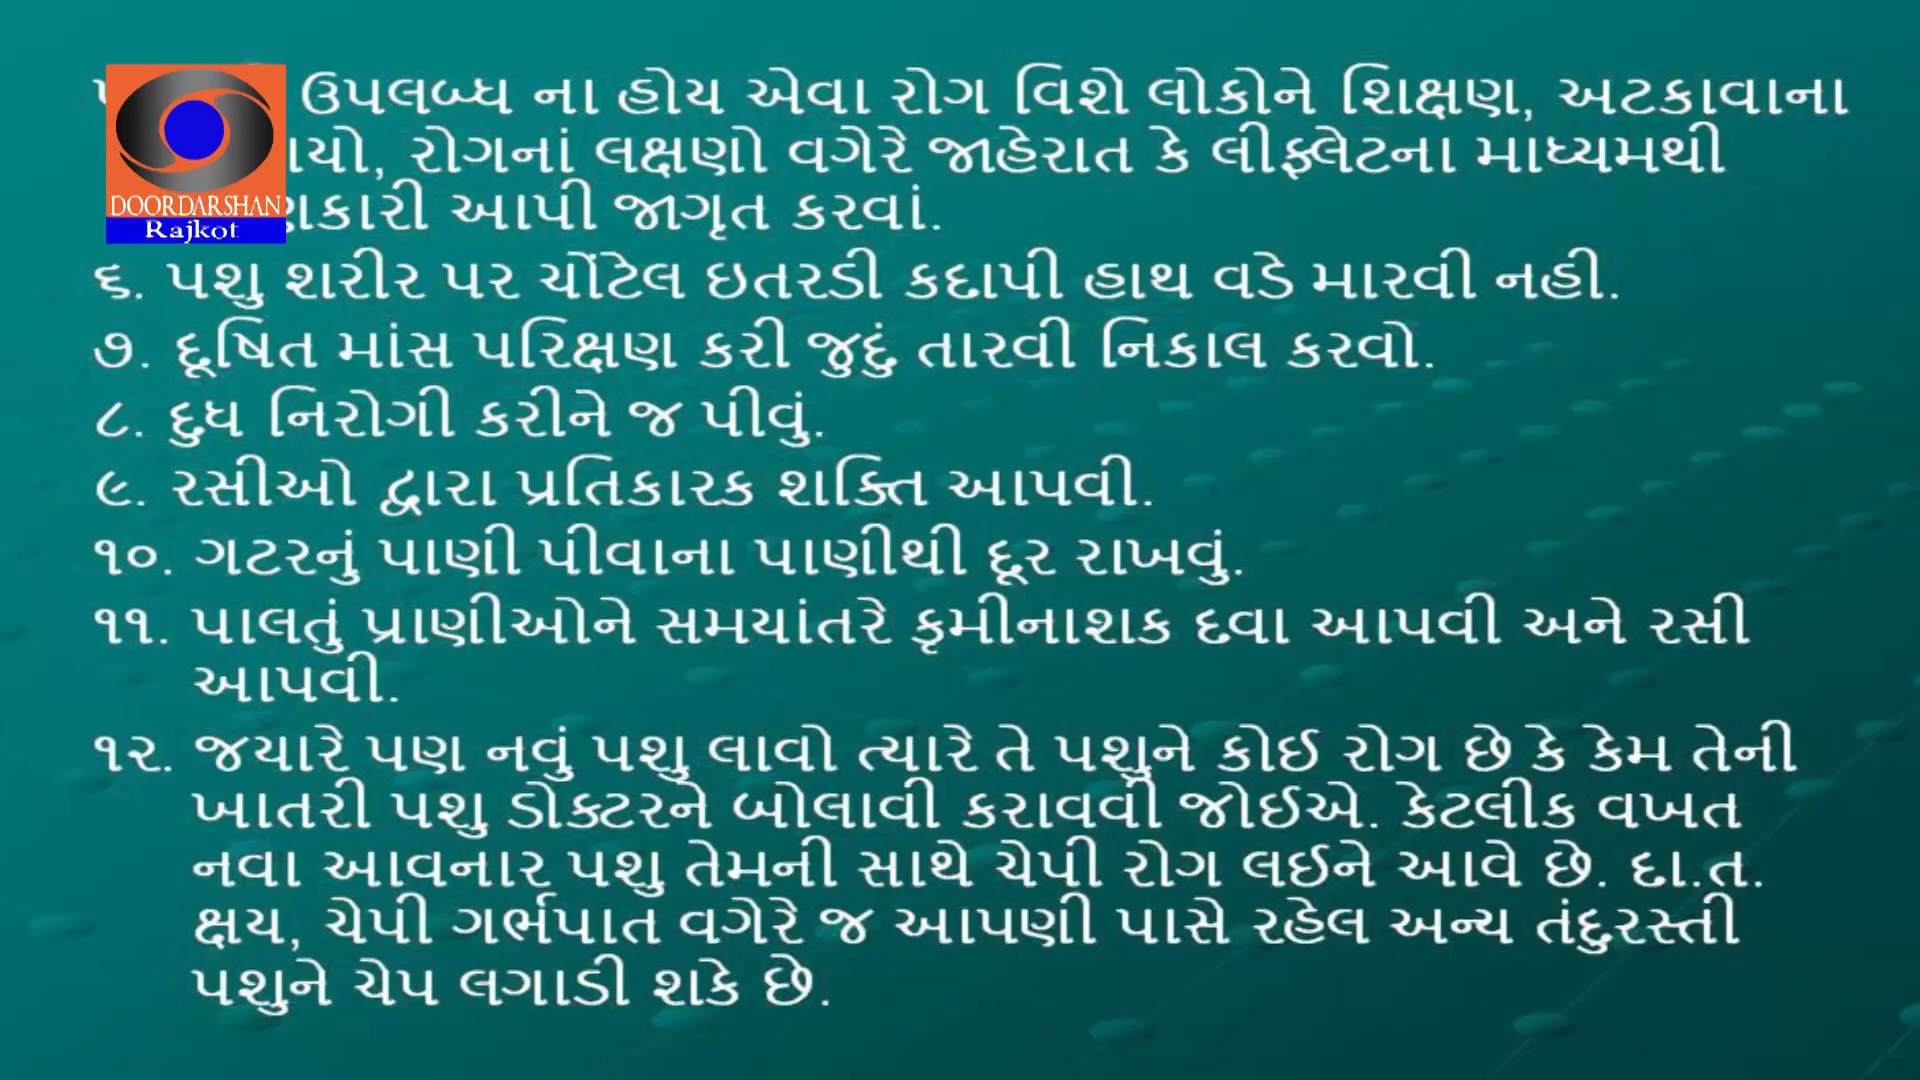 ઉપલબ્ધ ના હોય એવા રોગ વિશે લોકોને શિક્ષણ, અટકાવાના
રોગનાં લક્ષણો વગેરે જાહેરાત કે લીફ્લેટના માધ્યમથી
આપી જાગૃત કરવાં.
DOORDARSHAN
Rajkot
૬. પશુ શરીર પર ચોંટેલ ઇતરડી કદાપી હાથ વડે મારવી નહી.
૭. દૂષિત માંસ પરિક્ષણ કરી જુદું તારવી નિકાલ કરવો.
૮. દુધ નિરોગી કરીને જ પીવું.
૯. રસીઓ દ્વારા પ્રતિકારક શક્તિ આપવી.
૧૦. ગટરનું પાણી પીવાના પાણીથી દૂર રાખવું.
૧૧. પાલતું પ્રાણીઓને સમયાંતરે કૃમીનાશક દવા આપવી અને રસી
આપવી.
૧૨. જયારે પણ નવું પશુ લાવો ત્યારે તે પશુને કોઈ રોગ છે કે કેમ તેની
ખાતરી પશુ ડોક્ટરને બોલાવી કરાવવી જોઈએ. કેટલીક વખત
નવા આવનાર પશુ તેમની સાથે ચેપી રોગ લઈને આવે છે. દા.ત.
ક્ષય, ચેપી ગર્ભપાત વગેરે જ આપણી પાસે રહેલ અન્ય તંદુરસ્તી
પશુને ચેપ લગાડી શકે છે.